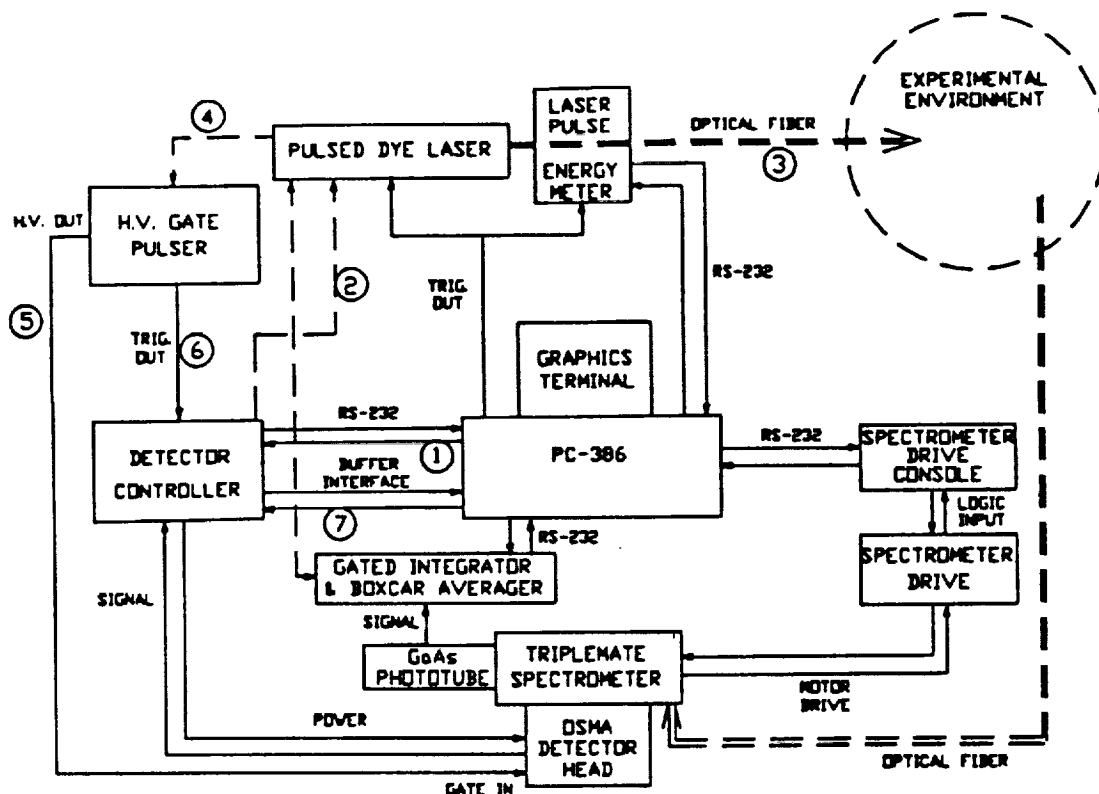 EXPERIMENTAL
ENVIRONMENT
LASER
PULSE
ENERGY
METER
OPTICAL FIBER
3
4
PULSED DYE LASER
H.V. OUT
H.V. GATE
PULSER
2
TRIG.
OUT
RS-232
5
TRIG.
OUT
6
GRAPHICS
TERMINAL
RS-232
DETECTOR
CONTROLLER
1
PC-386
RS-232
SPECTROMETER
DRIVE
CONSOLE
BUFFER
INTERFACE
7
RS-232
LOGIC
INPUT
GATED INTEGRATOR
& BOXCAR AVERAGER
SPECTROMETER
DRIVE
SIGNAL
SIGNAL
GaAs
PHOTOTUBE
TRIPLEMATE
SPECTROMETER
MOTOR
DRIVE
POWER
OSMA
DETECTOR
HEAD
OPTICAL FIBER
GATE IN